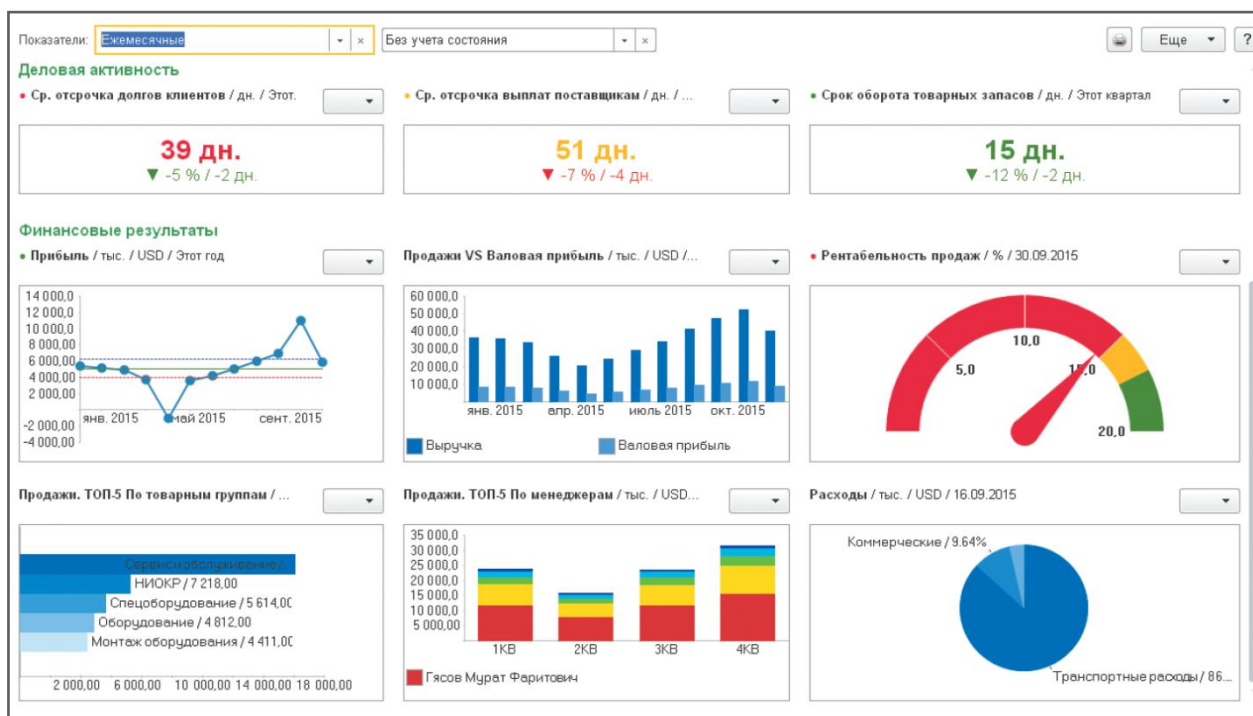 Показатели: Ежемесячные Без учета состояния Еще ?
Деловая активность
Ср. отсрочка долгов клиентов / дн. / Этот.
39 дн.
▼ -5 % / -2 дн.
Ср. отсрочка выплат поставщикам / дн. / ...
51 дн.
▼ -7 % / -4 дн.
Срок оборота товарных запасов / дн. / Этот квартал
15 дн.
▼ -12 % / -2 дн.
Финансовые результаты
Прибыль / тыс. / USD / Этот год
14 000,0
12 000,0
10 000,0
8 000,00
6 000,00
4 000,00
-2 000,00
-4 000,00
янв. 2015 май 2015 сент. 2015
Продажи VS Валовая прибыль / тыс. / USD /...
60 000,0
50 000,0
40 000,0
30 000,0
20 000,0
10 000,0
янв. 2015 апр. 2015 июль 2015 окт. 2015
Выручка Валовая прибыль
Рентабельность продаж / % / 30.09.2015
5,0
10,0
15,0
20,0
Продажи. ТОП-5 По товарным группам / ...
Сервис и обслуживание /...
НИОКР / 7 218,00
Спецоборудование / 5 614,00
Оборудование / 4 812,00
Монтаж оборудования / 4 411,00
2 000,00 6 000,00 10 000,00 14 000,00 18 000,00
Продажи. ТОП-5 По менеджерам / тыс. / USD...
35 000,0
30 000,0
25 000,0
20 000,0
15 000,0
10 000,0
5 000,00
1КВ 2КВ 3КВ 4КВ
Гясов Мурат Фаритович
Расходы / тыс. / USD / 16.09.2015
Коммерческие / 9.64%
Транспортные расходы / 86...